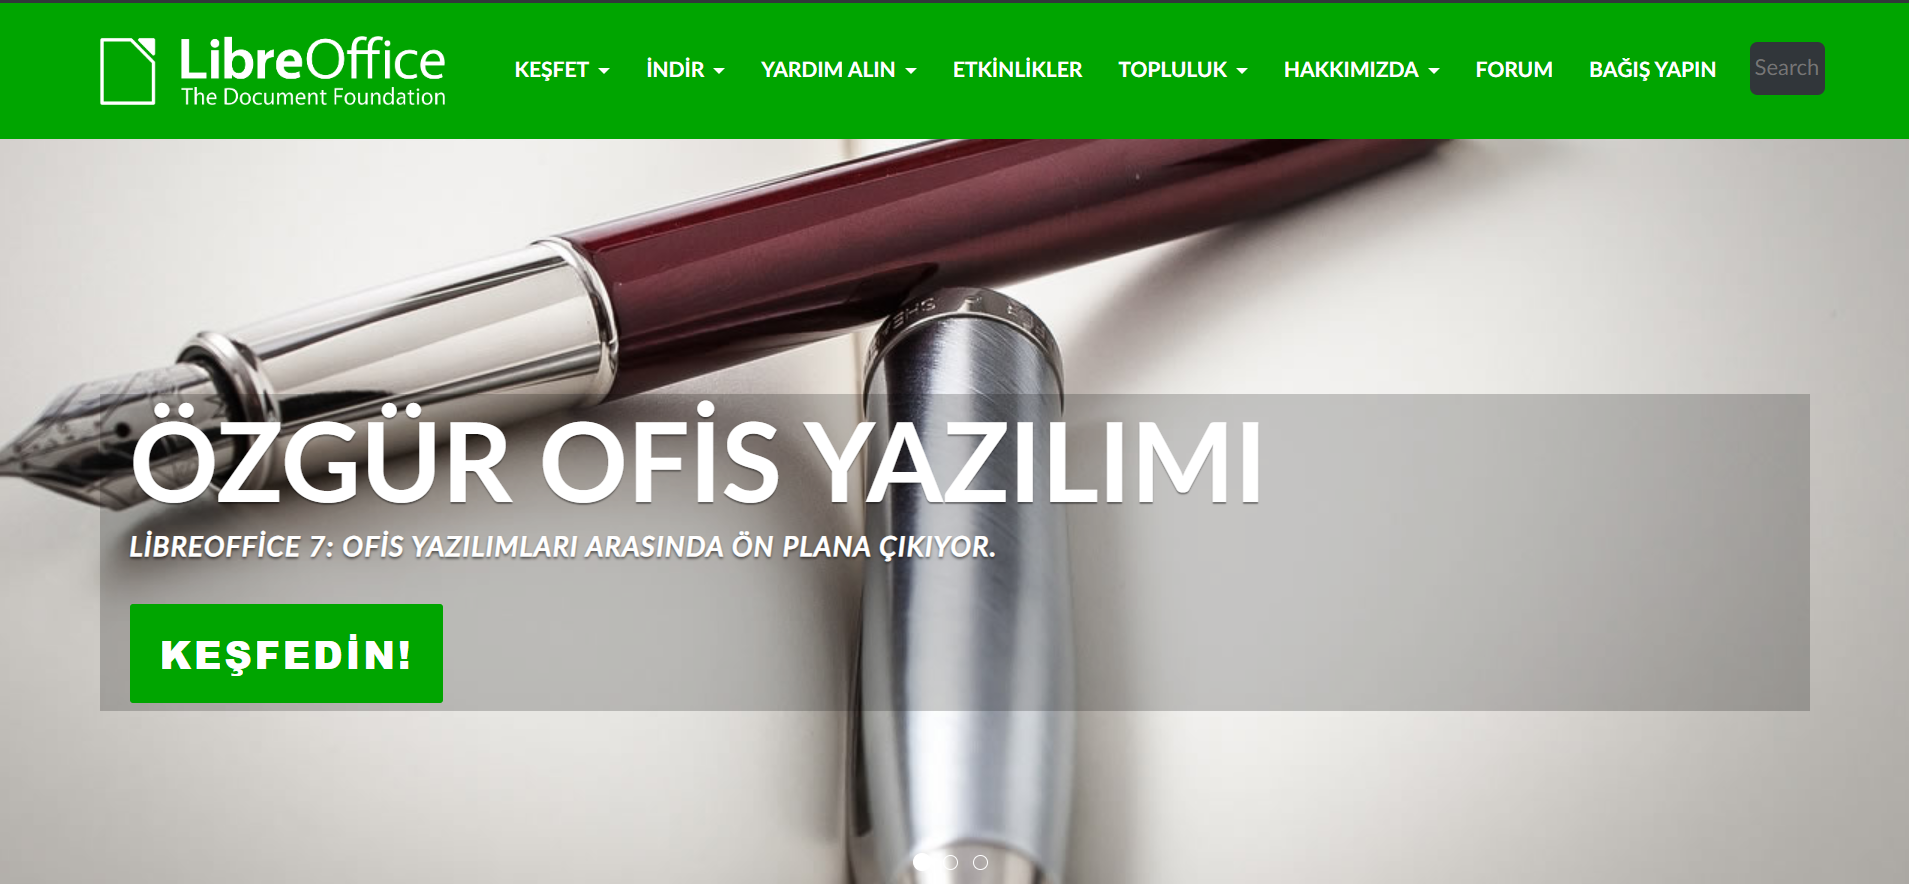 LibreOffice
The Document Foundation
KEŞFET
İNDİR
YARDIM ALIN
ETKİNLİKLER
TOPLULUK
HAKKIMIZDA
FORUM
BAĞIŞ YAPIN
Search
ÖZGÜR OFİS YAZILIMI
LİBREOFFİCE 7: OFİS YAZILIMLARI ARASINDA ÖN PLANA ÇIKIYOR.
KEŞFEDİN!